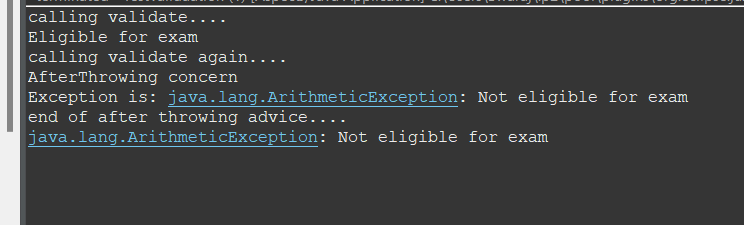 calling validate....
Eligible for exam
calling validate again....
AfterThrowing concern
Exception is: java.lang.ArithmeticException: Not eligible for exam
end of after throwing advice....
java.lang.ArithmeticException: Not eligible for exam